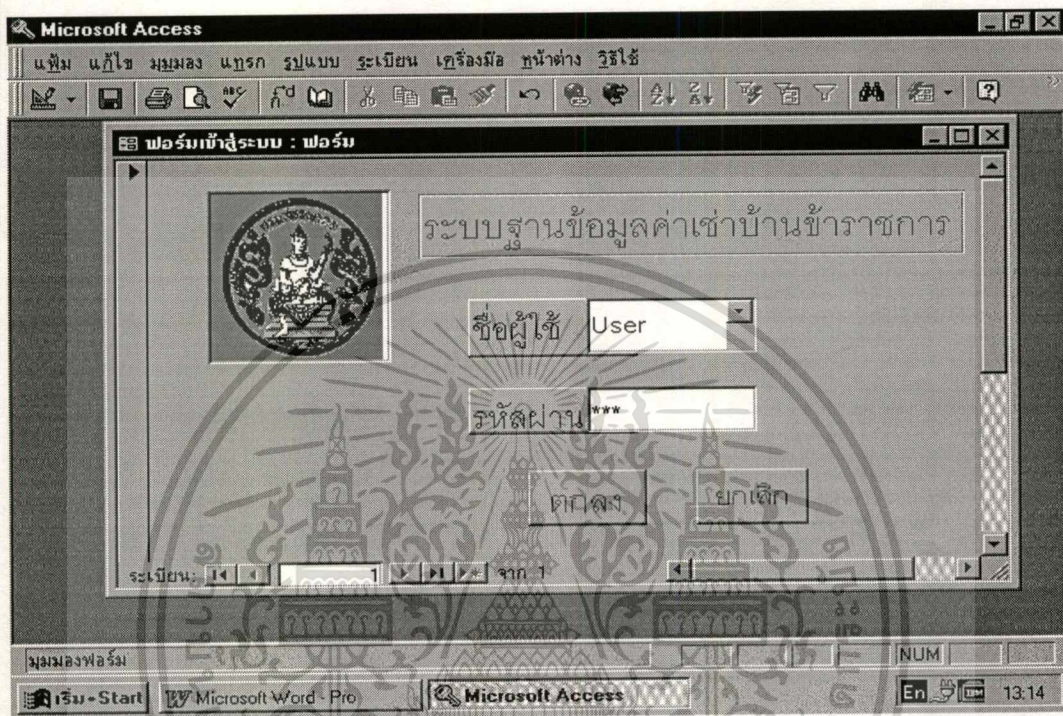 Microsoft Access
แฟ้ม แก้ไข มุมมอง แทรก รูปแบบ ระเบียน เครื่องมือ หน้าต่าง วิธีใช้
ฟอร์มเข้าสู่ระบบ : ฟอร์ม
ระบบฐานข้อมูลค่าเช่าบ้านข้าราชการ
ชื่อผู้ใช้ User
รหัสผ่าน ***
ตกลง ยกเลิก
ระเบียน: 1 จาก 1
มุมมองฟอร์ม NUM
เริ่ม-Start Microsoft Word - Pro Microsoft Access En 13:14